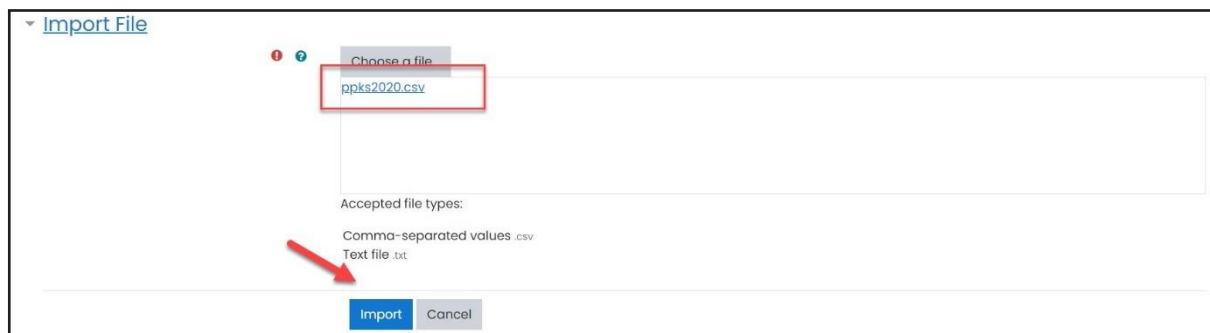 Import File
Choose a file
ppks2020.csv
Accepted file types:
Comma-separated values .csv
Text file .txt
Import Cancel